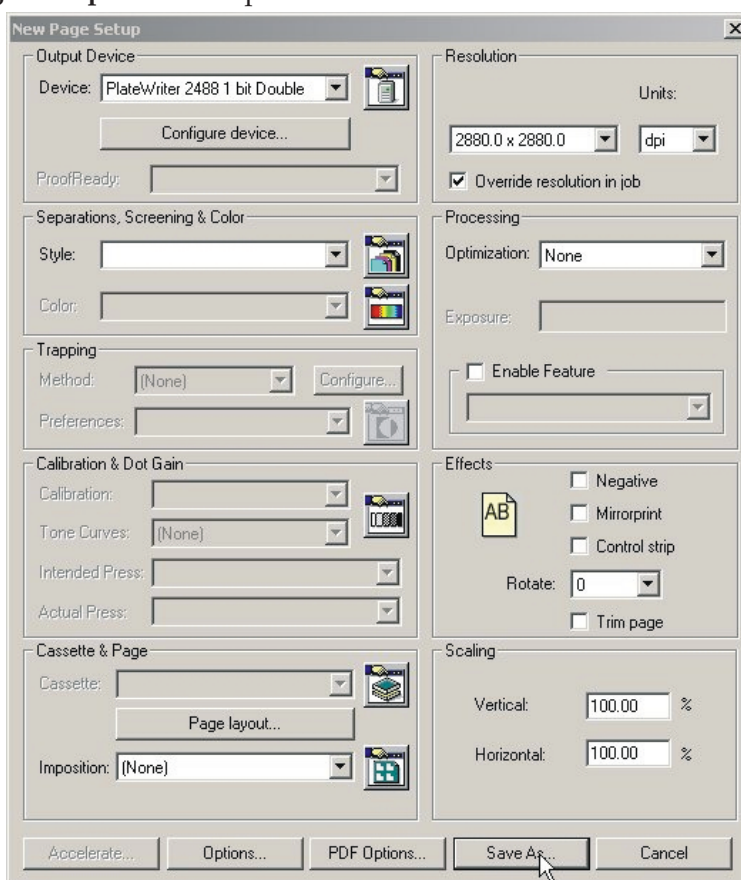 New Page Setup
Output Device
Device: PlateWriter 2488 1 bit Double
Configure device...
ProofReady:
Separations, Screening & Color
Style:
Color:
Trapping
Method: (None) Configure...
Preferences:
Calibration & Dot Gain
Calibration:
Tone Curves: (None)
Intended Press:
Actual Press:
Cassette & Page
Cassette:
Page layout...
Imposition: (None)
Resolution
Units:
2880.0 x 2880.0 dpi
Override resolution in job
Processing
Optimization: None
Exposure:
Enable Feature
Effects
AB
Negative
Mirrorprint
Control strip
Rotate: 0
Trim page
Scaling
Vertical: 100.00 %
Horizontal: 100.00 %
Accelerate... Options... PDF Options... Save As... Cancel